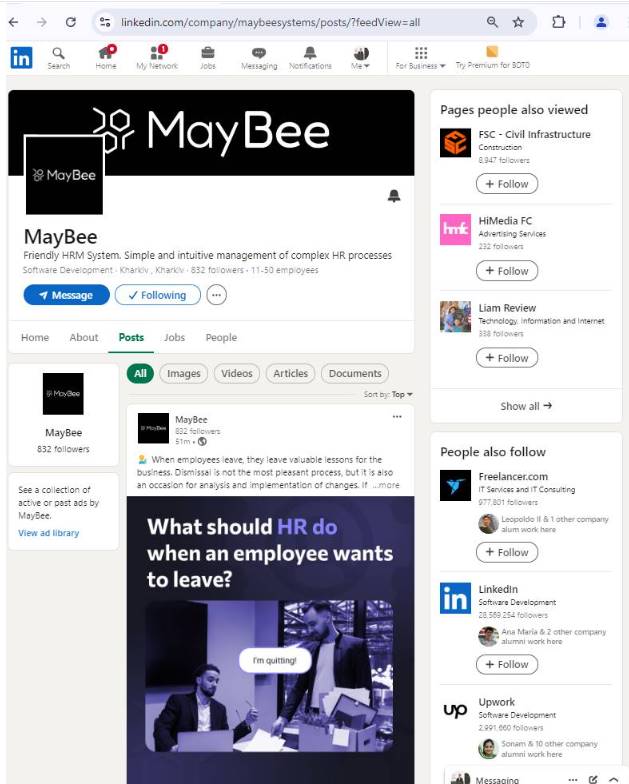 linkedin.com/company/maybeesystems/posts/?feedView=all
in
Search
Home
1
My Network
Jobs
Messaging
Notifications
Me
For Business
Try Premium for BDT0
MayBee
MayBee
MayBee
Friendly HRM System. Simple and intuitive management of complex HR processes
Software Development · Kharkiv , Kharkiv · 832 followers · 11-50 employees
Message
Following
Home
About
Posts
Jobs
People
MayBee
MayBee
832 followers
See a collection of
active or past ads by
MayBee.
View ad library
All
Images
Videos
Articles
Documents
Sort by: Top
MayBee
MayBee
832 followers
51m •
When employees leave, they leave valuable lessons for the
business. Dismissal is not the most pleasant process, but it is also
an occasion for analysis and implementation of changes. If ...more
What should HR do
when an employee wants
to leave?
I'm quitting!
Pages people also viewed
FSC - Civil Infrastructure
Construction
8,947 followers
+ Follow
hmfc
HiMedia FC
Advertising Services
232 followers
+ Follow
Liam Review
Technology, Information and Internet
338 followers
+ Follow
Show all →
People also follow
Freelancer.com
IT Services and IT Consulting
977,801 followers
Leopoldo II & 1 other company
alum work here
+ Follow
in
LinkedIn
Software Development
28,569,254 followers
Ana María & 2 other company
alumni work here
+ Follow
up
Upwork
Software Development
2,991,660 followers
Sonam & 10 other company
alumni work here
Messaging